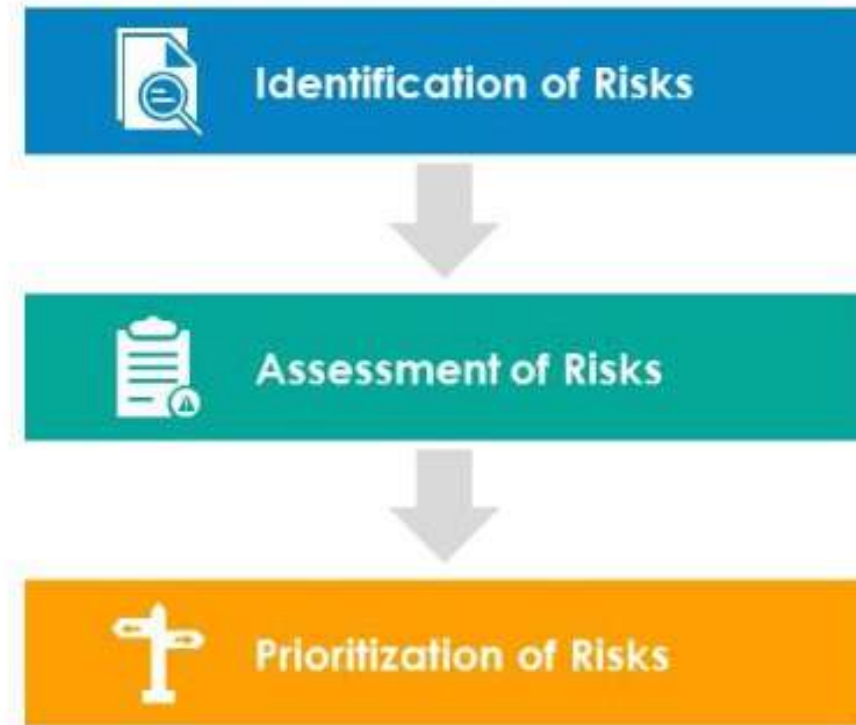 Identification of Risks
Assessment of Risks
Prioritization of Risks